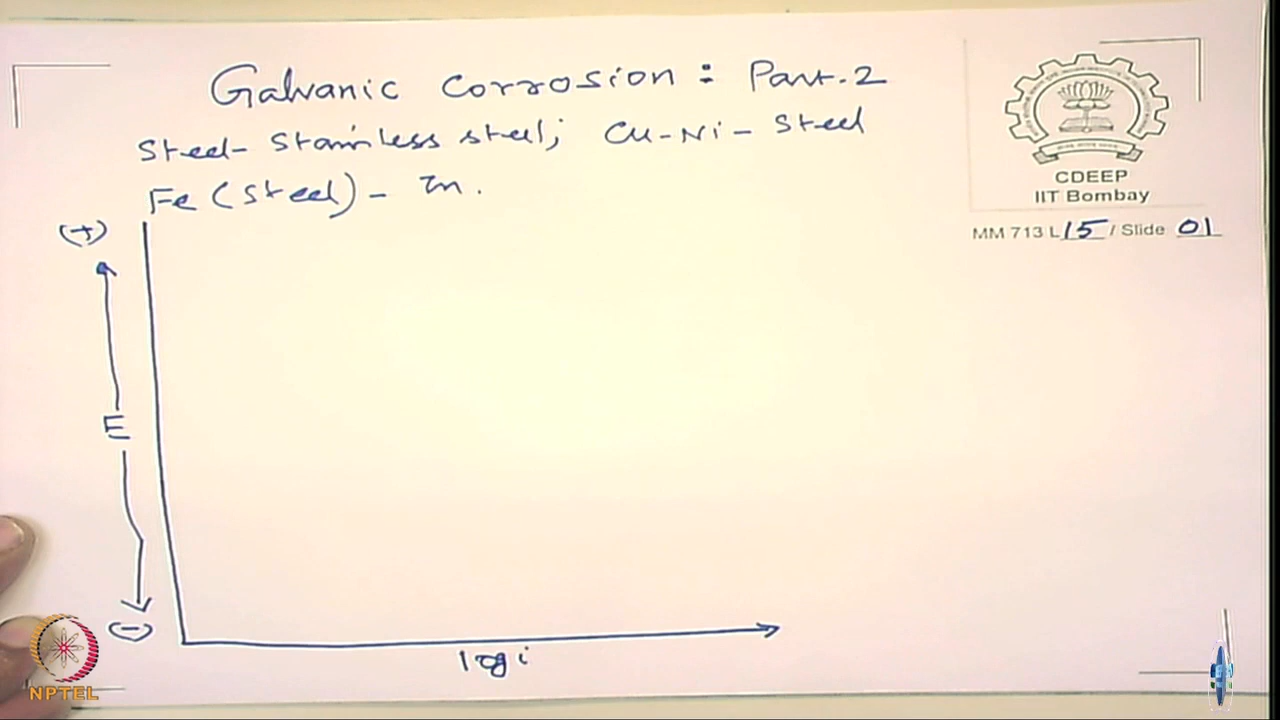 Galvanic Corrosion : Part.2
Steel- Stainless steel; Cu-Ni- Steel
Fe (Steel) - Zn.
CDEEP
IIT Bombay
MM 713 L15 / Slide 01
(+)
E
(-)
log i
NPTEL